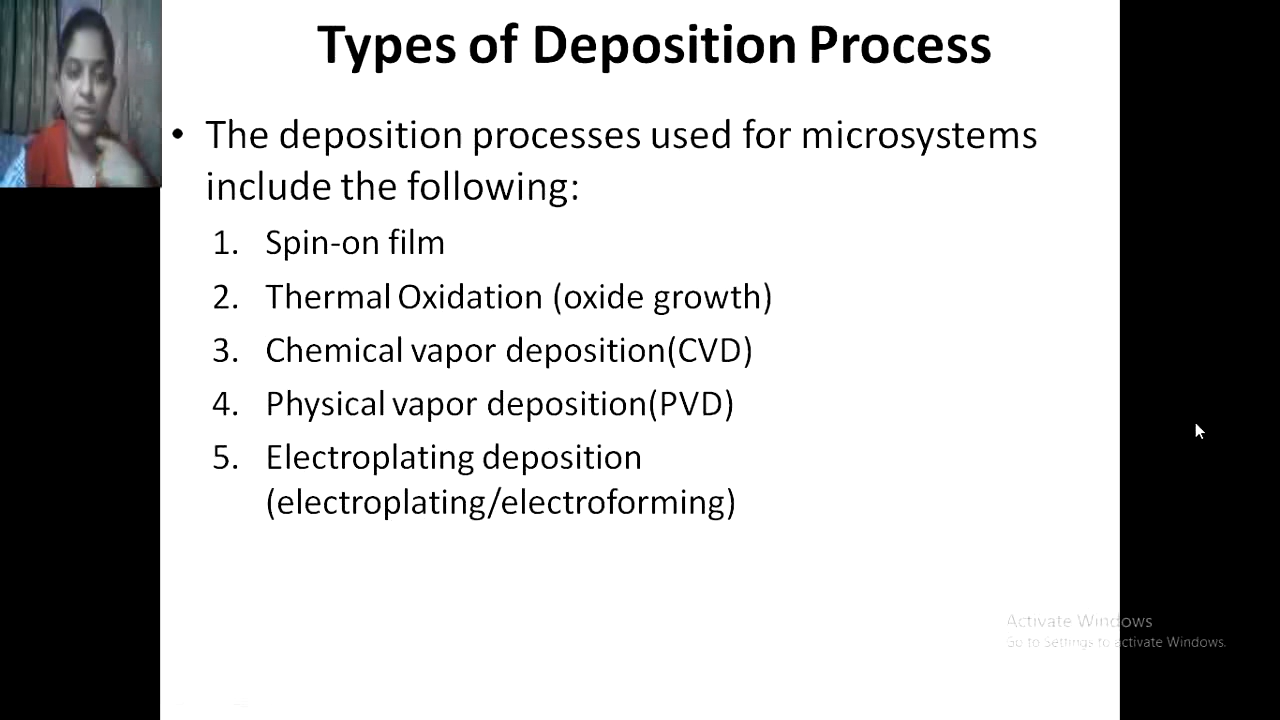 Types of Deposition Process
• The deposition processes used for microsystems
include the following:
1. Spin-on film
2. Thermal Oxidation (oxide growth)
3. Chemical vapor deposition(CVD)
4. Physical vapor deposition(PVD)
5. Electroplating deposition
(electroplating/electroforming)
Activate Windows
Go to Settings to activate Windows.